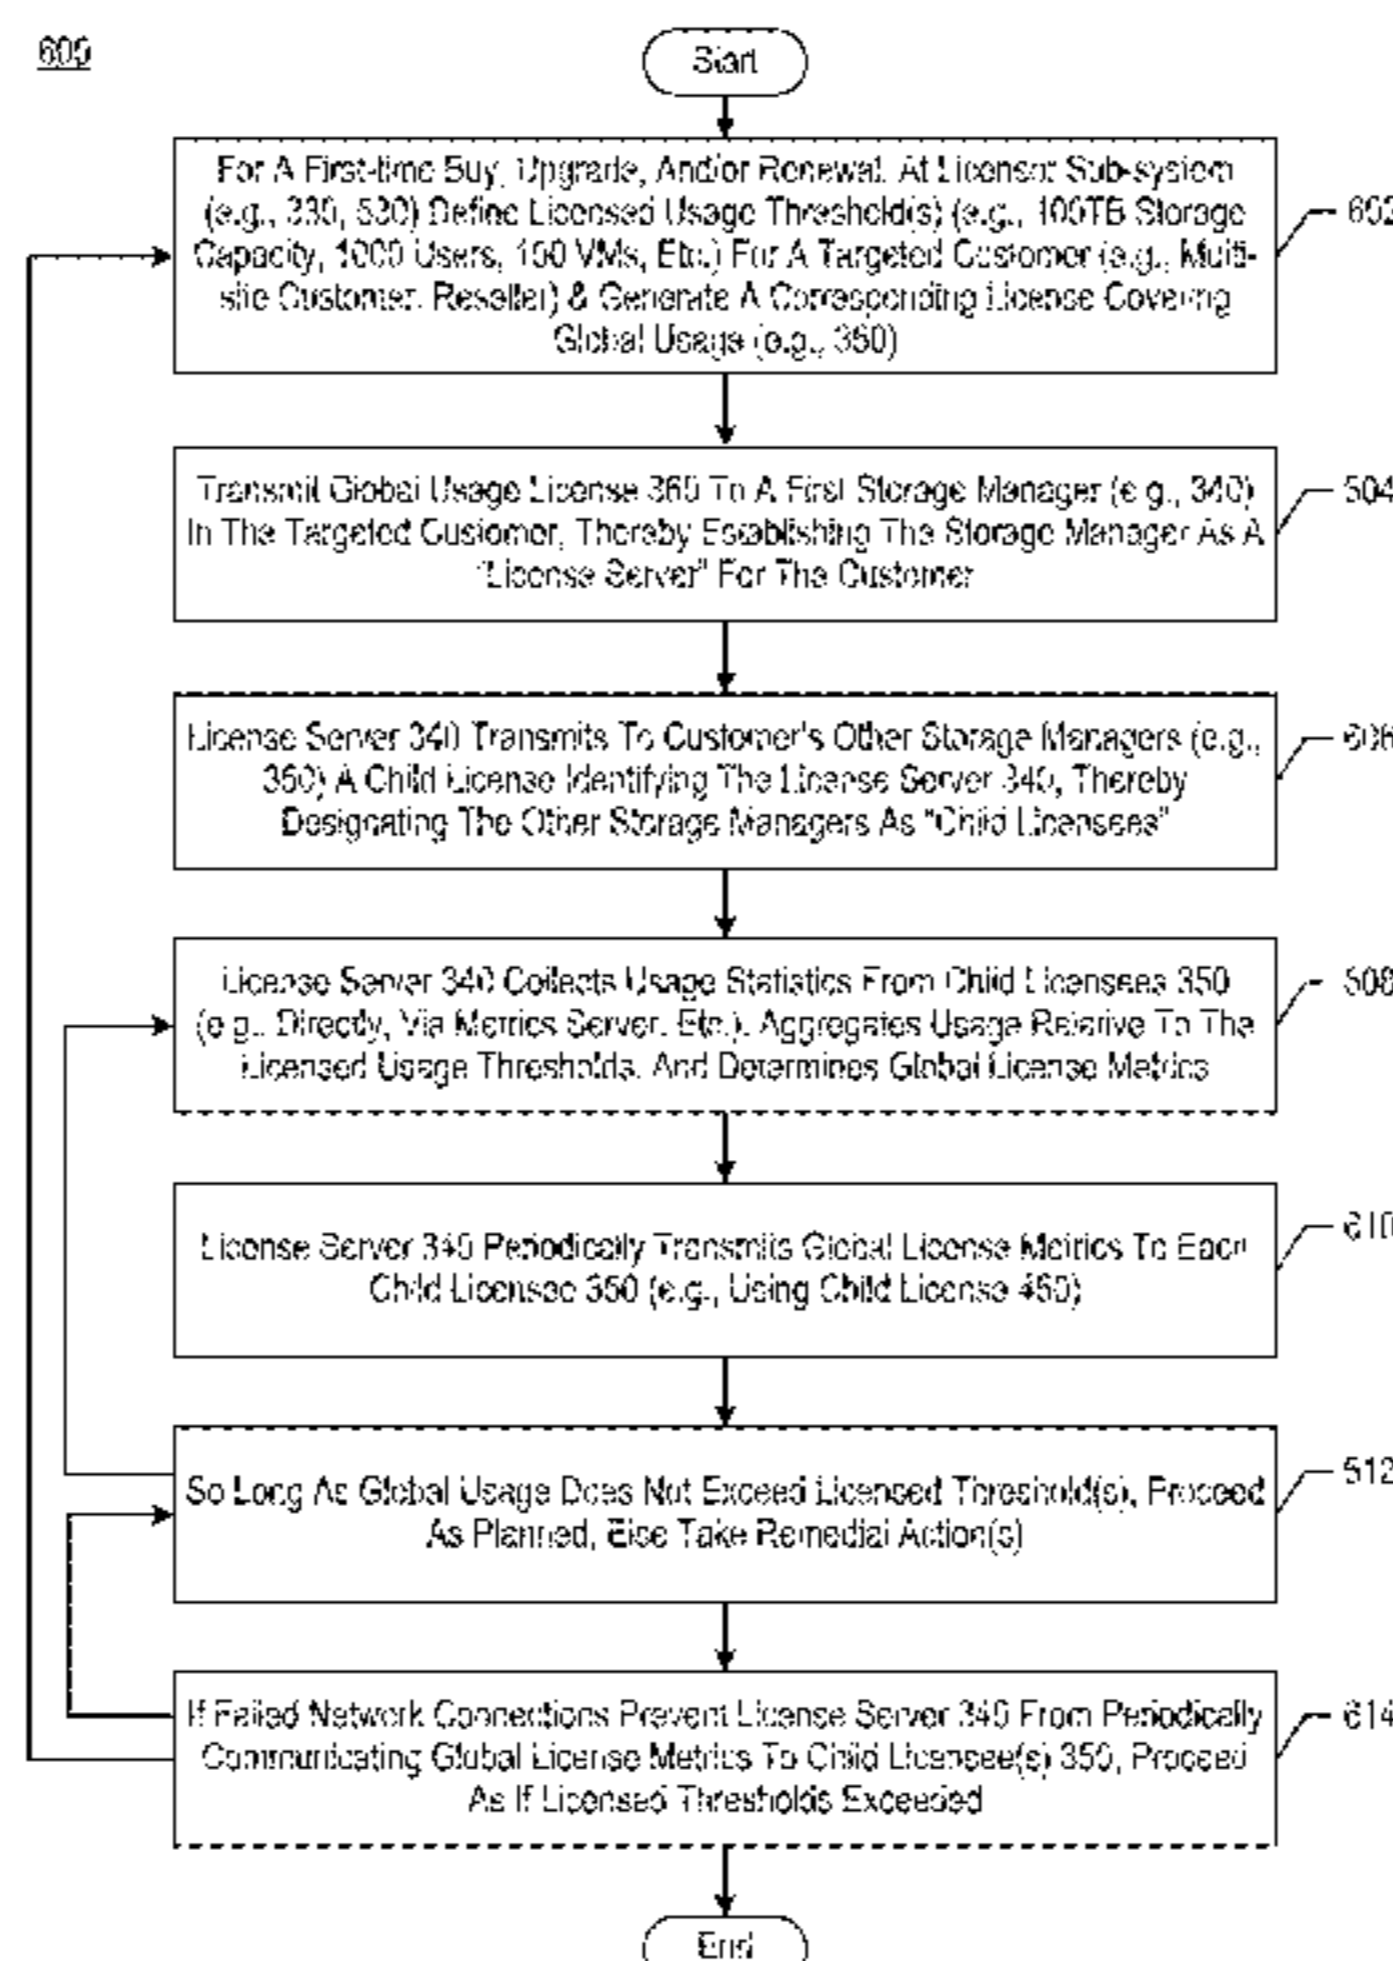 600
Start
For A First-time Buy, Upgrade, And/or Renewal, At Licensor Sub-system
(e.g., 330, 530) Define Licensed Usage Threshold(s) (e.g., 100TB Storage
Capacity, 1000 Users, 100 VMs, Etc.) For A Targeted Customer (e.g., Multi-
site Customer, Reseller) & Generate A Corresponding License Covering
Global Usage (e.g., 360)
602
Transmit Global Usage License 360 To A First Storage Manager (e.g., 340)
In The Targeted Customer, Thereby Establishing The Storage Manager As A
"License Server" For The Customer
604
License Server 340 Transmits To Customer's Other Storage Managers (e.g.,
350) A Child License Identifying The License Server 340, Thereby
Designating The Other Storage Managers As "Child Licensees"
606
License Server 340 Collects Usage Statistics From Child Licensees 350
(e.g., Directly, Via Metrics Server, Etc.), Aggregates Usage Relative To The
Licensed Usage Thresholds, And Determines Global License Metrics
608
License Server 340 Periodically Transmits Global License Metrics To Each
Child Licensee 350 (e.g., Using Child License 450)
610
So Long As Global Usage Does Not Exceed Licensed Threshold(s), Proceed
As Planned, Else Take Remedial Action(s)
612
If Failed Network Connections Prevent License Server 340 From Periodically
Communicating Global License Metrics To Child Licensee(s) 350, Proceed
As If Licensed Thresholds Exceeded
614
End